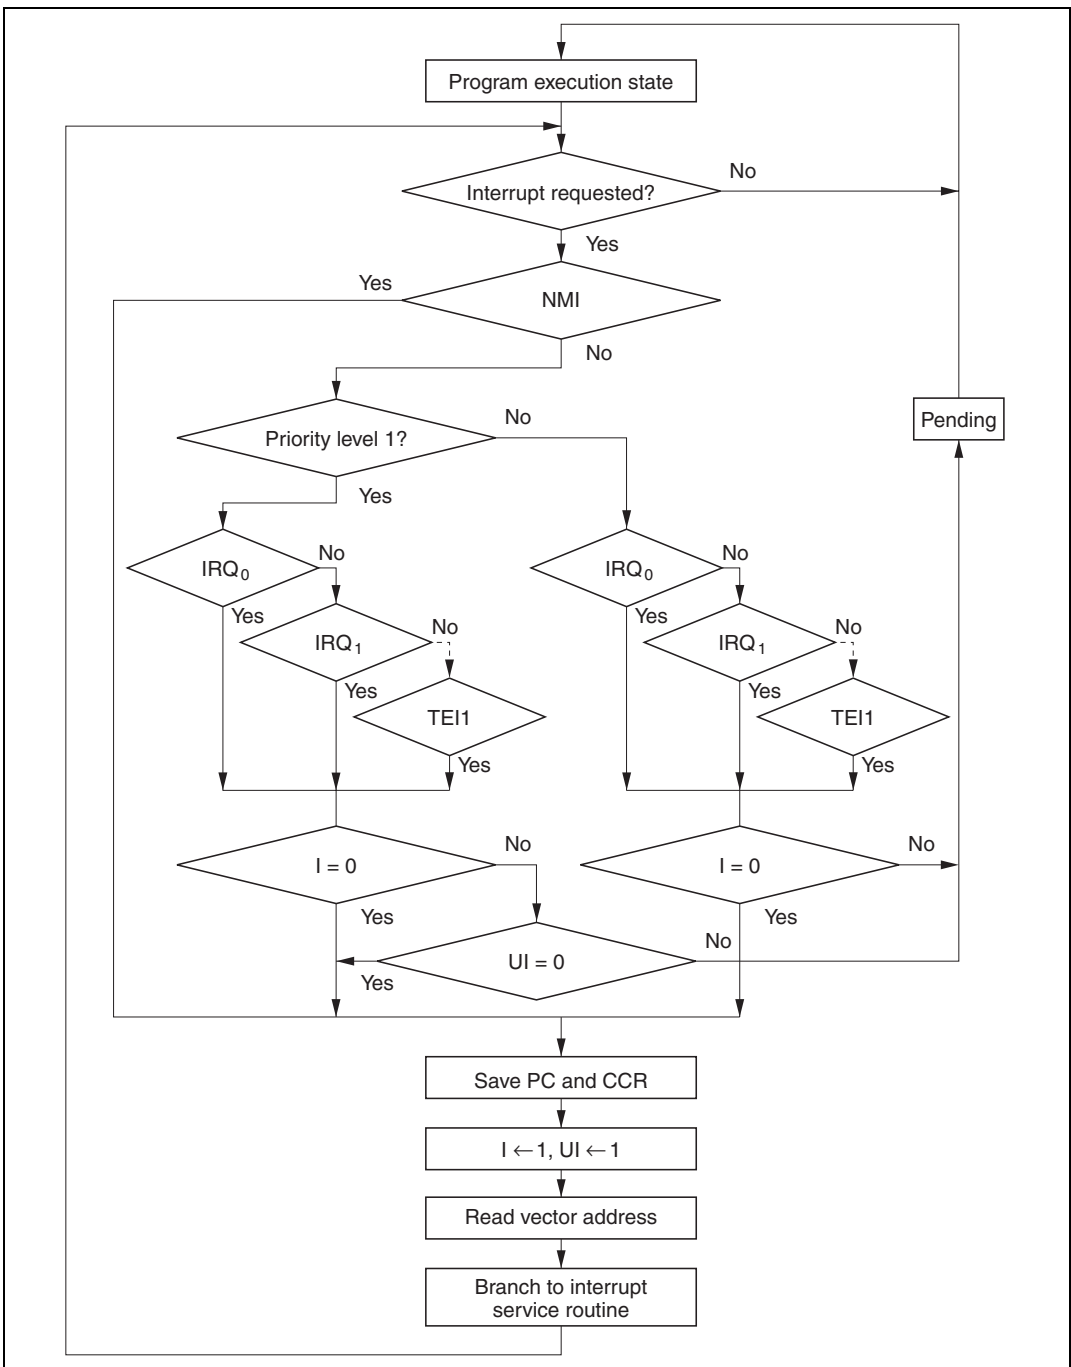 Program execution state
Interrupt requested?
No
Yes
NMI
Yes
No
Pending
Priority level 1?
No
Yes
IRQ0
No
Yes
IRQ1
No
Yes
TEI1
Yes
IRQ0
No
Yes
IRQ1
No
Yes
TEI1
Yes
I = 0
No
Yes
I = 0
No
Yes
UI = 0
No
Yes
Save PC and CCR
I ← 1, UI ← 1
Read vector address
Branch to interrupt
service routine